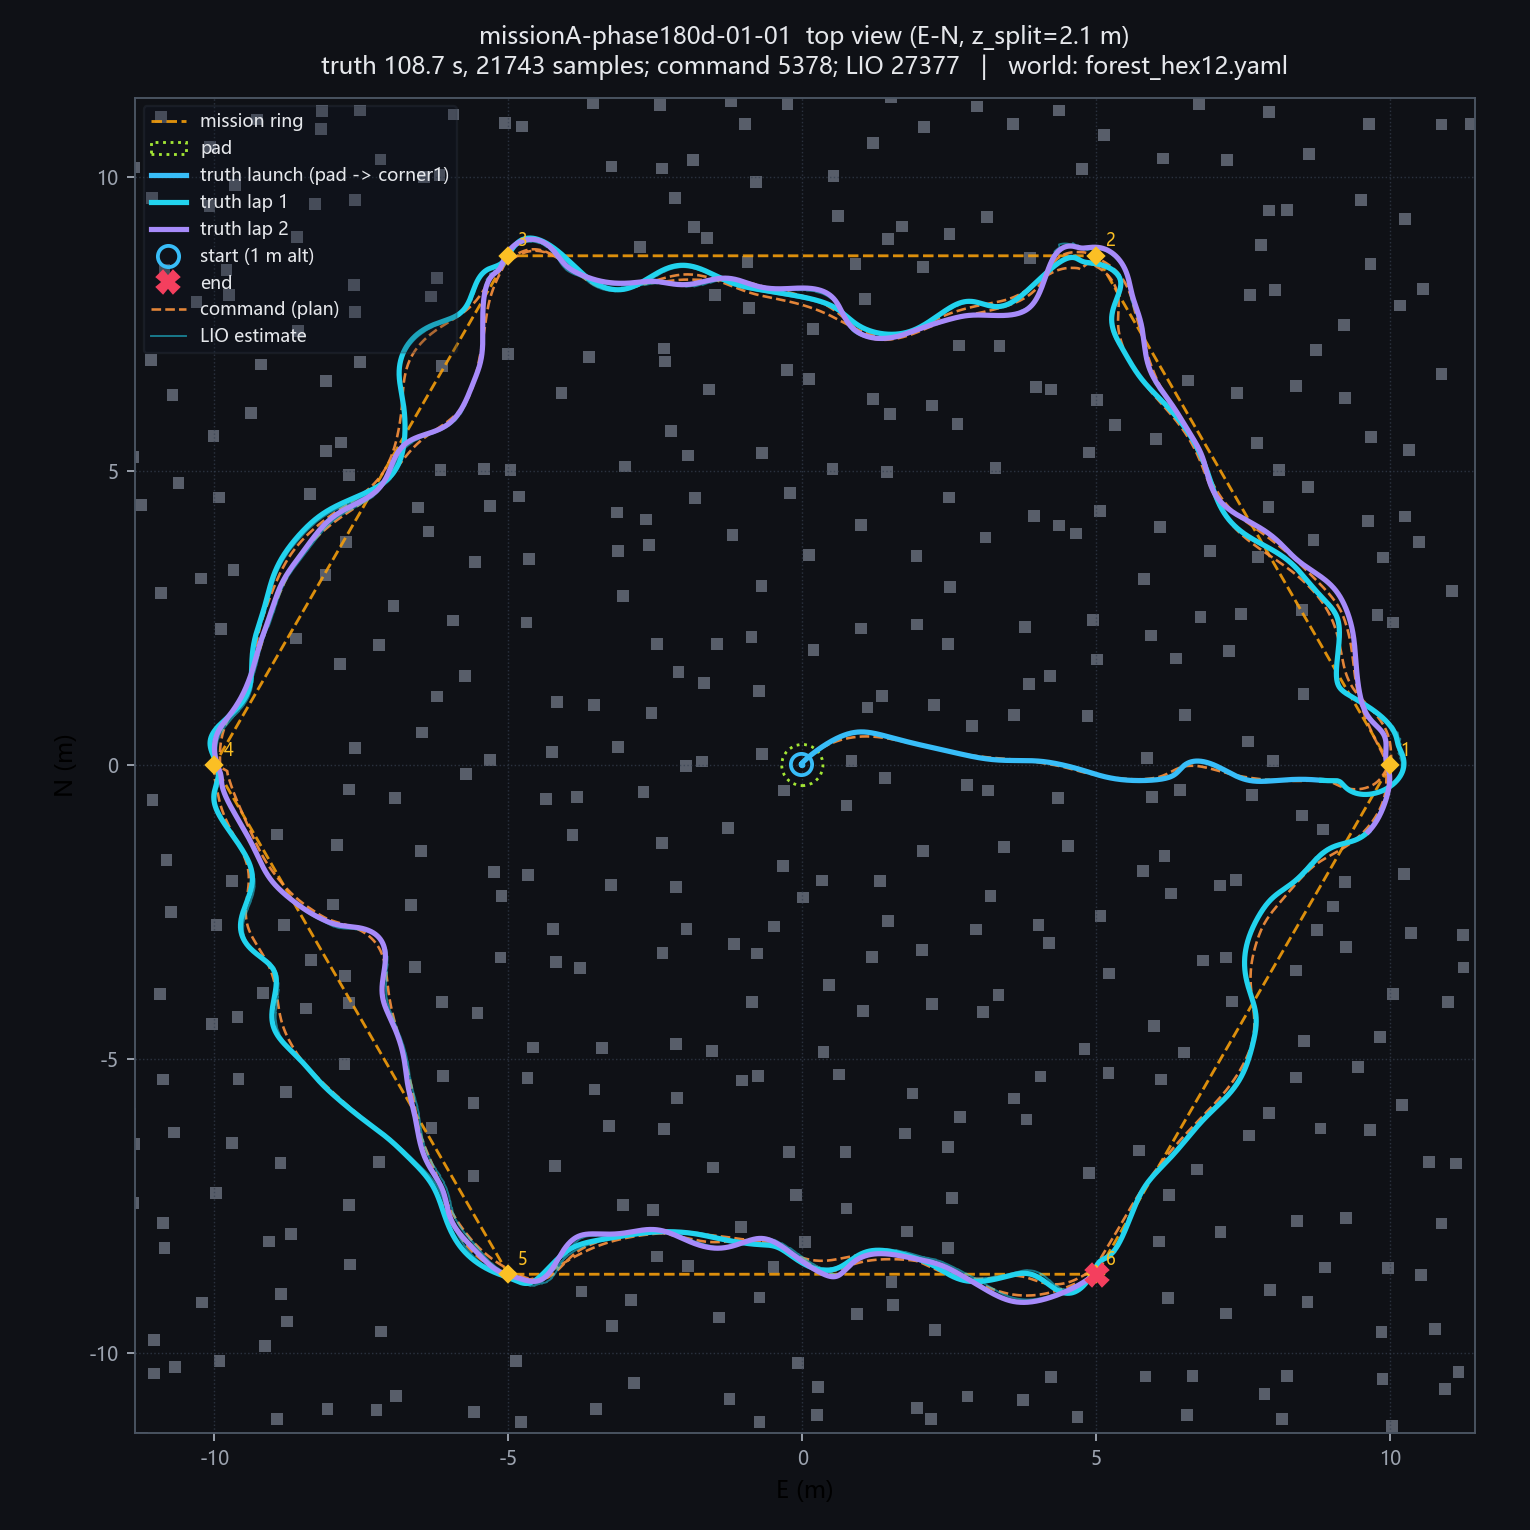 missionA-phase180d-01-01  top view (E-N, z_split=2.1 m)
truth 108.7 s, 21743 samples; command 5378; LIO 27377   |   world: forest_hex12.yaml
mission ring
pad
truth launch (pad -> corner1)
truth lap 1
truth lap 2
start (1 m alt)
end
command (plan)
LIO estimate
3
2
4
1
5
6
10
5
0
-5
-10
N (m)
-10
-5
0
5
10
E (m)